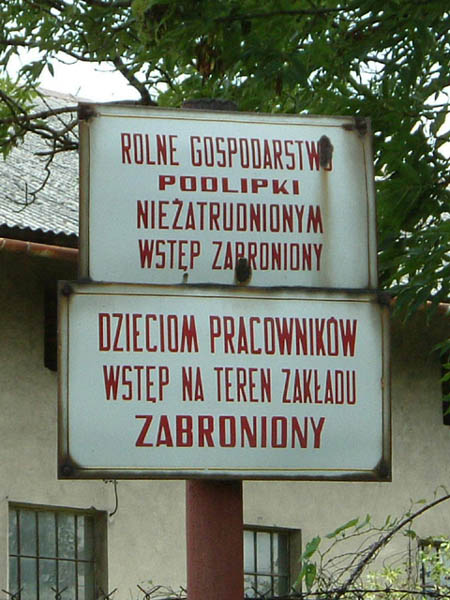 ROLNE GOSPODARSTWO
PODLIPKI
NIEŻATRUDNIONYM
WSTĘP ZABRONIONY
DZIECIOM PRACOWNIKÓW
WSTĘP NA TEREN ZAKŁADU
ZABRONIONY